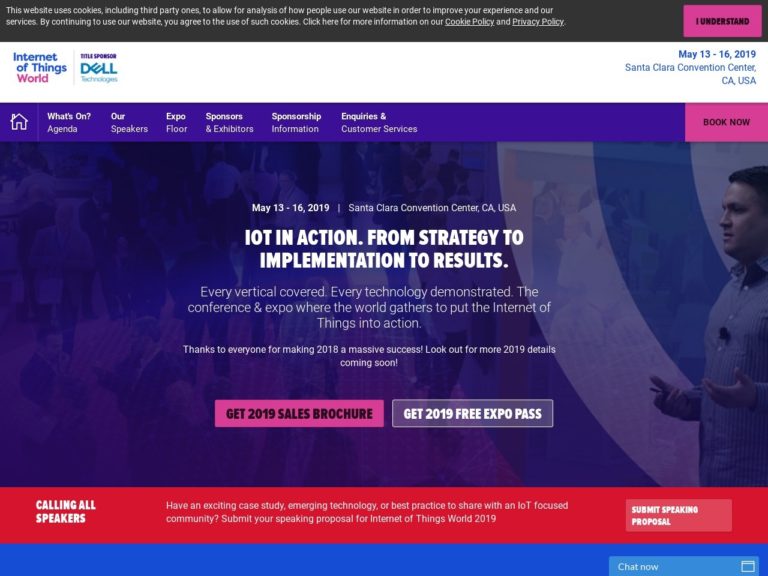 This website uses cookies, including third party ones, to allow for analysis of how people use our website in order to improve your experience and our
services. By continuing to use our website, you agree to the use of such cookies. Click here for more information on our Cookie Policy and Privacy Policy.
I UNDERSTAND
Internet
of Things
World
TITLE SPONSOR
DELL
Technologies
May 13 - 16, 2019
Santa Clara Convention Center,
CA, USA
What's On?
Agenda
Our
Speakers
Expo
Floor
Sponsors
& Exhibitors
Sponsorship
Information
Enquiries &
Customer Services
BOOK NOW
May 13 - 16, 2019 | Santa Clara Convention Center, CA, USA
IOT IN ACTION. FROM STRATEGY TO
IMPLEMENTATION TO RESULTS.
Every vertical covered. Every technology demonstrated. The
conference & expo where the world gathers to put the Internet of
Things into action.
Thanks to everyone for making 2018 a massive success! Look out for more 2019 details
coming soon!
GET 2019 SALES BROCHURE
GET 2019 FREE EXPO PASS
CALLING ALL
SPEAKERS
Have an exciting case study, emerging technology, or best practice to share with an IoT focused
community? Submit your speaking proposal for Internet of Things World 2019
SUBMIT SPEAKING
PROPOSAL
Chat now